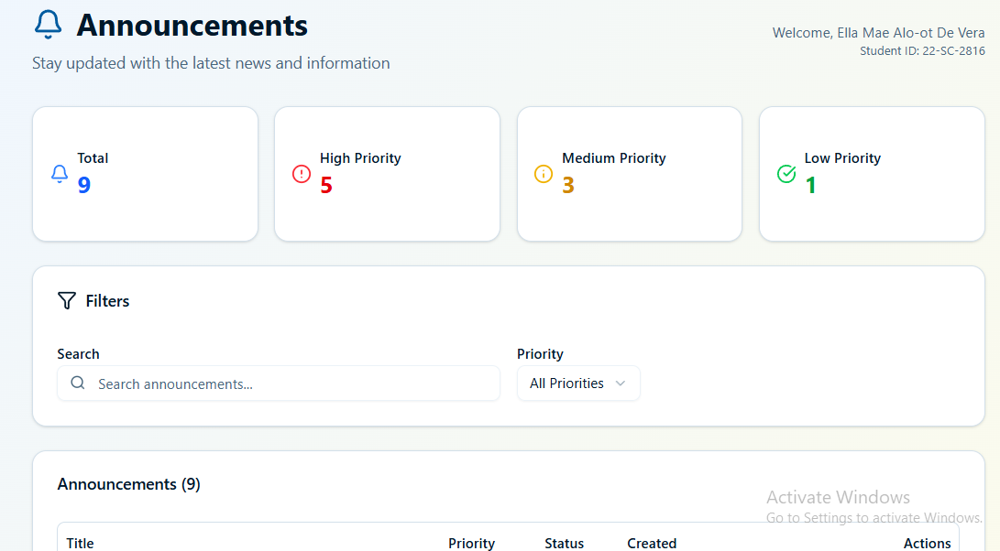 Announcements
Stay updated with the latest news and information
Welcome, Ella Mae Alo-ot De Vera
Student ID: 22-SC-2816
Total
9
High Priority
5
Medium Priority
3
Low Priority
1
Filters
Search
Search announcements...
Priority
All Priorities
Announcements (9)
Activate Windows
Go to Settings to activate Windows.
Title Priority Status Created Actions